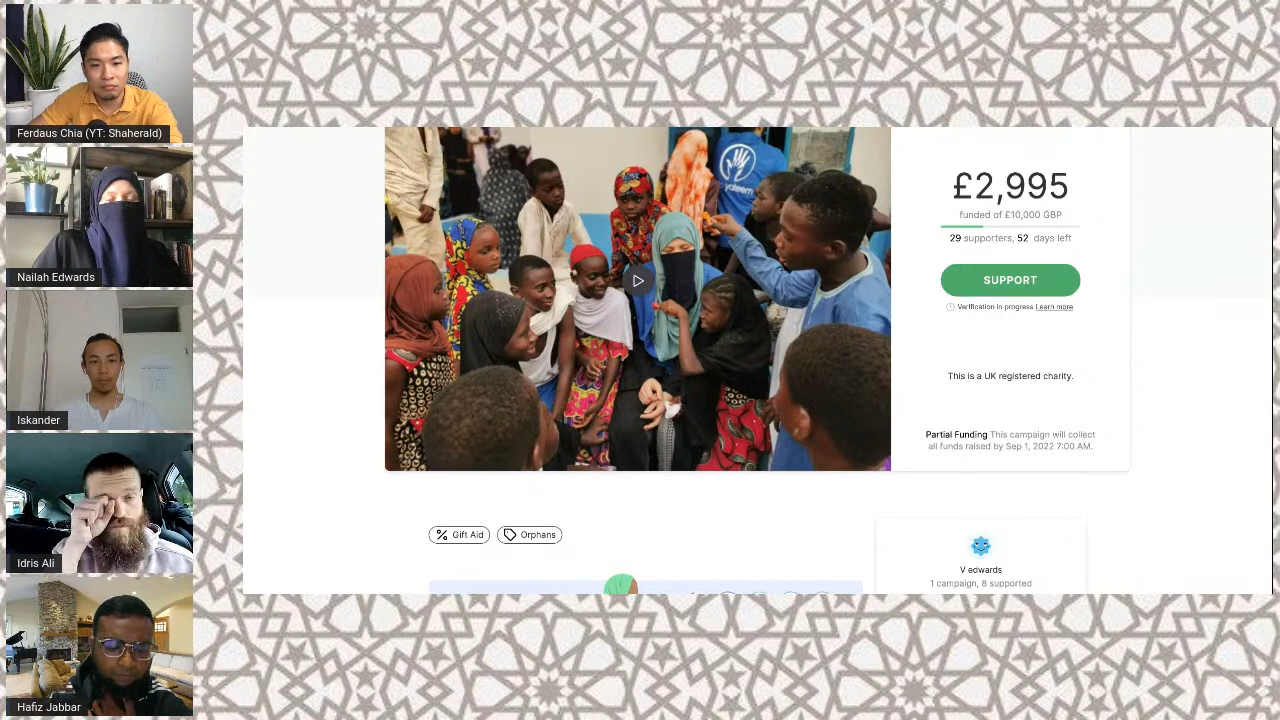 Ferdaus Chia (YT: Shaherald)
Nailah Edwards
Iskander
Idris Ali
Hafiz Jabbar
yateem
£2,995
funded of £10,000 GBP
29 supporters, 52 days left
SUPPORT
Verification in progress Learn more
This is a UK registered charity.
Partial Funding This campaign will collect
all funds raised by Sep 1, 2022 7:00 AM.
Gift Aid
Orphans
V edwards
1 campaign, 8 supported